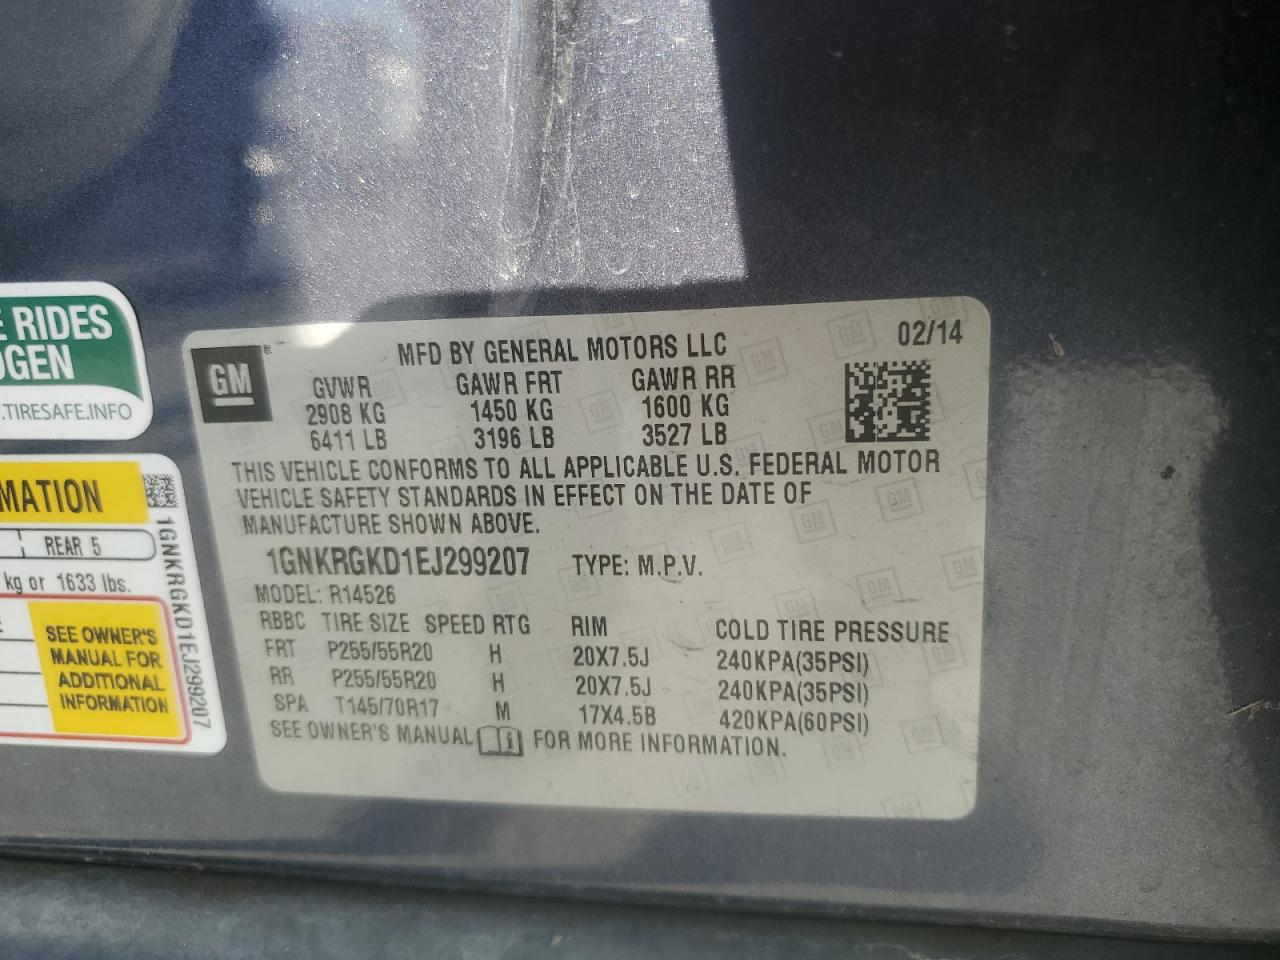 E RIDES
OGEN
.TIRESAFE.INFO
MATION
REAR 5
kg or 1633 lbs.
SEE OWNER'S
MANUAL FOR
ADDITIONAL
INFORMATION
1GNKRGKD1EJ299207
GM
®
MFD BY GENERAL MOTORS LLC
02/14
GVWR GAWR FRT GAWR RR
2908 KG 1450 KG 1600 KG
6411 LB 3196 LB 3527 LB
THIS VEHICLE CONFORMS TO ALL APPLICABLE U.S. FEDERAL MOTOR
VEHICLE SAFETY STANDARDS IN EFFECT ON THE DATE OF
MANUFACTURE SHOWN ABOVE.
1GNKRGKD1EJ299207 TYPE: M.P.V.
MODEL: R14526
RBBC TIRE SIZE SPEED RTG RIM COLD TIRE PRESSURE
FRT P255/55R20 H 20X7.5J 240KPA(35PSI)
RR P255/55R20 H 20X7.5J 240KPA(35PSI)
SPA T145/70R17 M 17X4.5B 420KPA(60PSI)
SEE OWNER'S MANUAL i FOR MORE INFORMATION.